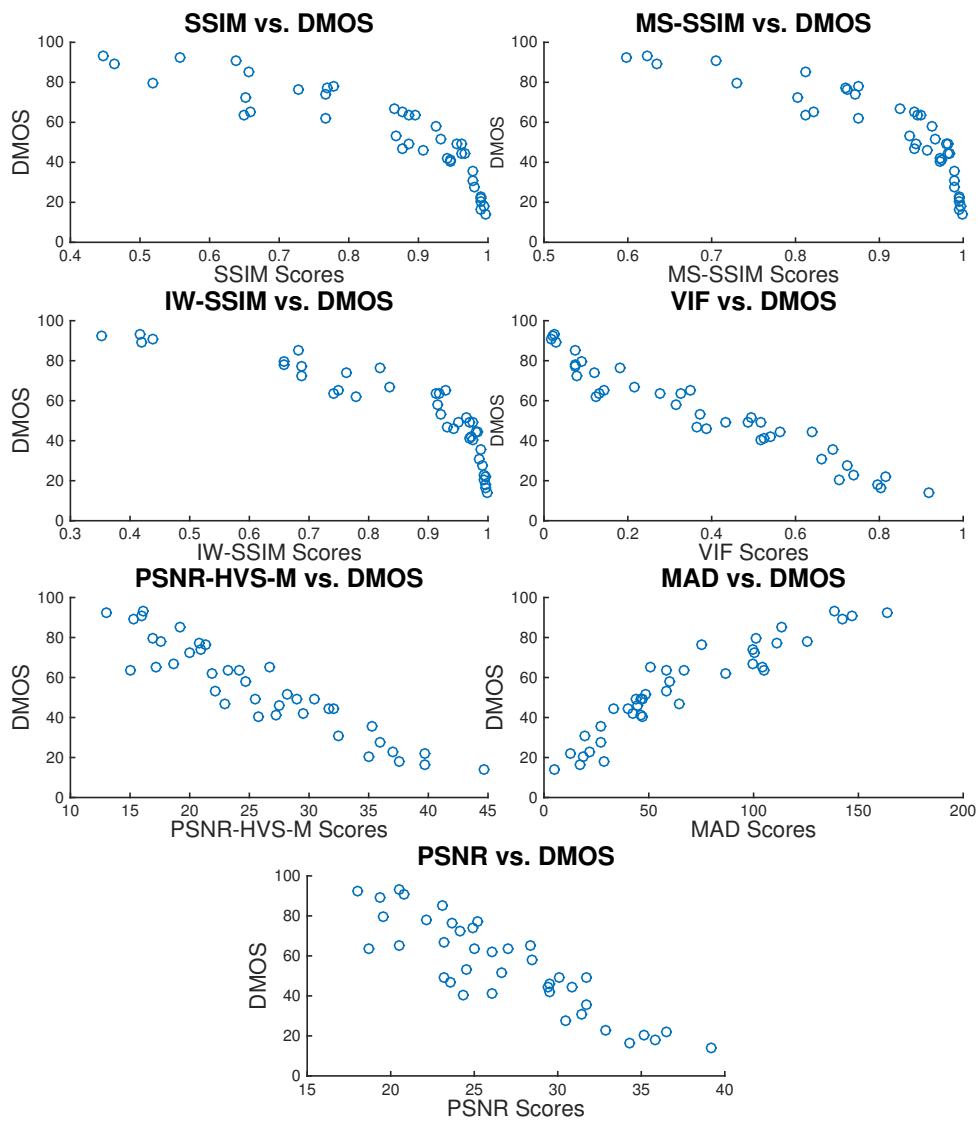 SSIM vs. DMOS
100
80
60
40
20
0
DMOS
0.4 0.5 0.6 0.7 0.8 0.9 1
SSIM Scores
MS-SSIM vs. DMOS
100
80
60
40
20
0
DMOS
0.5 0.6 0.7 0.8 0.9 1
MS-SSIM Scores
IW-SSIM vs. DMOS
100
80
60
40
20
0
DMOS
0.3 0.4 0.5 0.6 0.7 0.8 0.9 1
IW-SSIM Scores
VIF vs. DMOS
100
80
60
40
20
0
DMOS
0 0.2 0.4 0.6 0.8 1
VIF Scores
PSNR-HVS-M vs. DMOS
100
80
60
40
20
0
DMOS
10 15 20 25 30 35 40 45
PSNR-HVS-M Scores
MAD vs. DMOS
100
80
60
40
20
0
DMOS
0 50 100 150 200
MAD Scores
PSNR vs. DMOS
100
80
60
40
20
0
DMOS
15 20 25 30 35 40
PSNR Scores